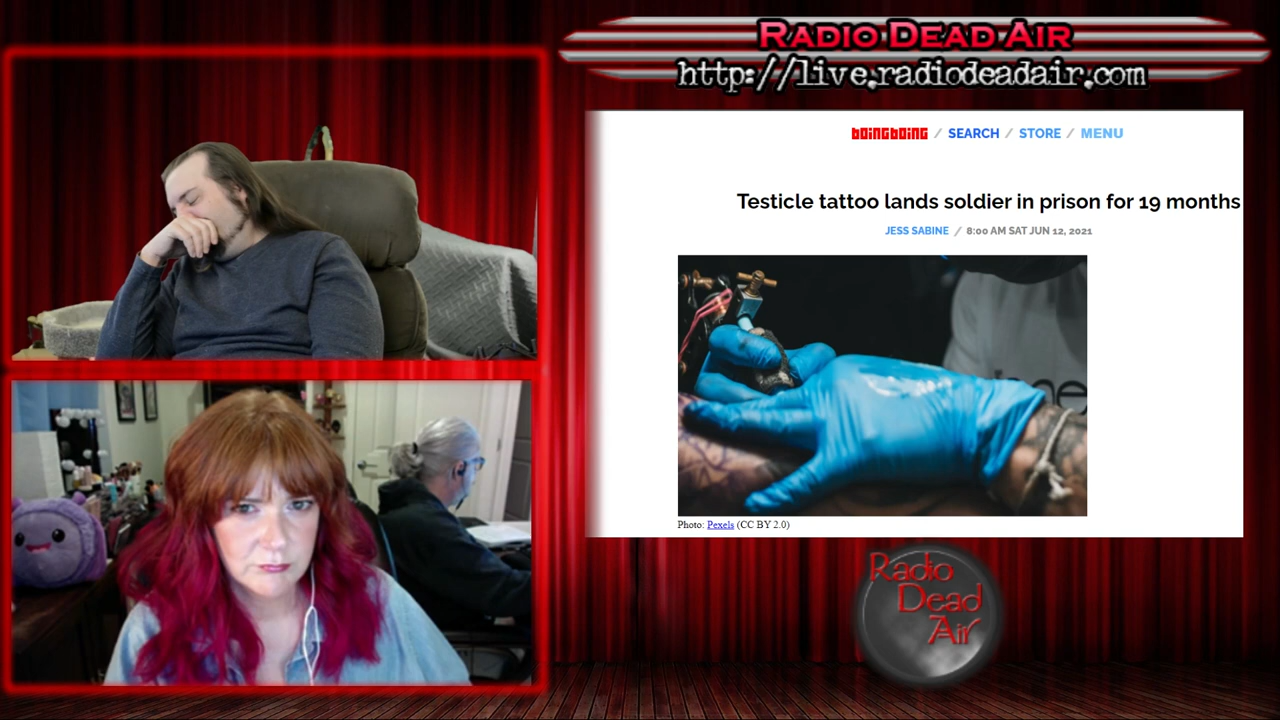 RADIO DEAD AIR
http://live.radiodeadair.com
boingboing / SEARCH / STORE / MENU
Testicle tattoo lands soldier in prison for 19 months
JESS SABINE / 8:00 AM SAT JUN 12, 2021
Photo: Pexels (CC BY 2.0)
Radio
Dead
Air